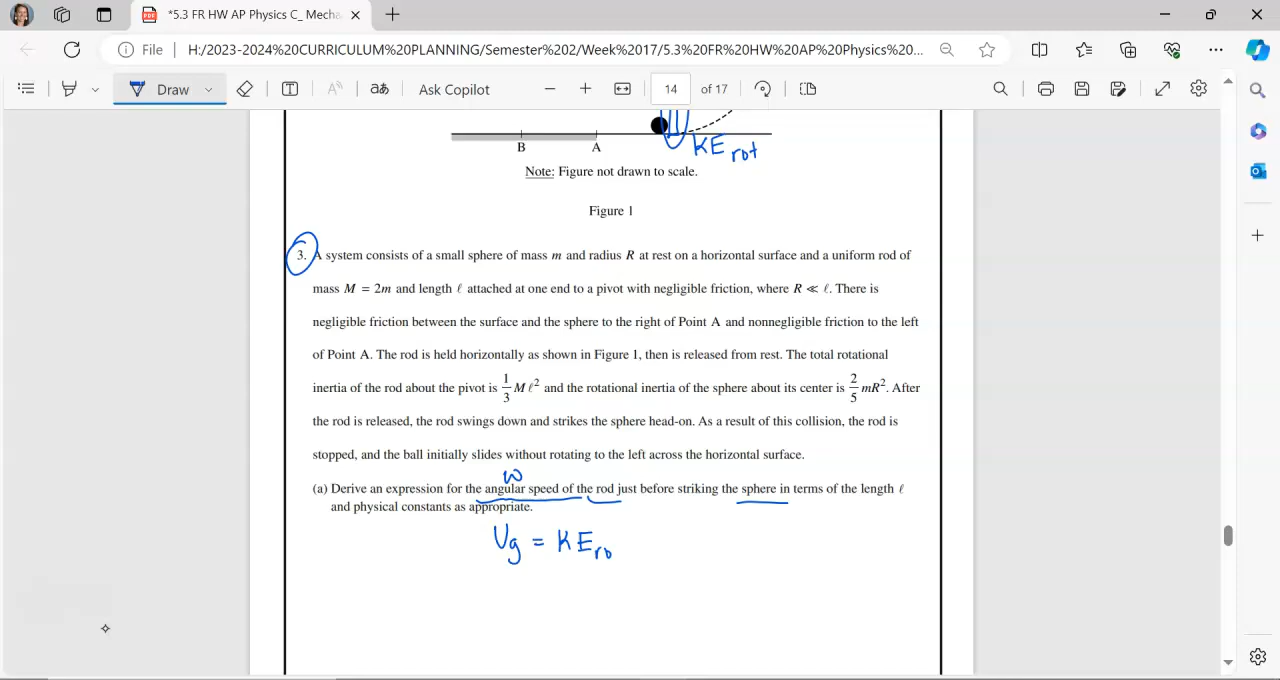 *5.3 FR HW AP Physics C_ Mecha
File
H:/2023-2024%20CURRICULUM%20PLANNING/Semester%202/Week%2017/5.3%20FR%20HW%20AP%20Physics%20...
Draw
aあ
Ask Copilot
14 of 17
B A
KE rot
Note: Figure not drawn to scale.
Figure 1
3. A system consists of a small sphere of mass m and radius R at rest on a horizontal surface and a uniform rod of
mass M = 2m and length ℓ attached at one end to a pivot with negligible friction, where R ≪ ℓ. There is
negligible friction between the surface and the sphere to the right of Point A and nonnegligible friction to the left
of Point A. The rod is held horizontally as shown in Figure 1, then is released from rest. The total rotational
inertia of the rod about the pivot is 1/3 Mℓ² and the rotational inertia of the sphere about its center is 2/5 mR². After
the rod is released, the rod swings down and strikes the sphere head-on. As a result of this collision, the rod is
stopped, and the ball initially slides without rotating to the left across the horizontal surface.
ω
(a) Derive an expression for the angular speed of the rod just before striking the sphere in terms of the length ℓ
and physical constants as appropriate.
Ug = KE ro